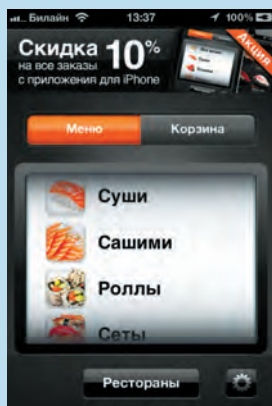 Билайн 13:37 100%
Скидка 10%
на все заказы
с приложения для iPhone
Акция
Меню Корзина
Суши
Сашими
Роллы
Сеты
Рестораны